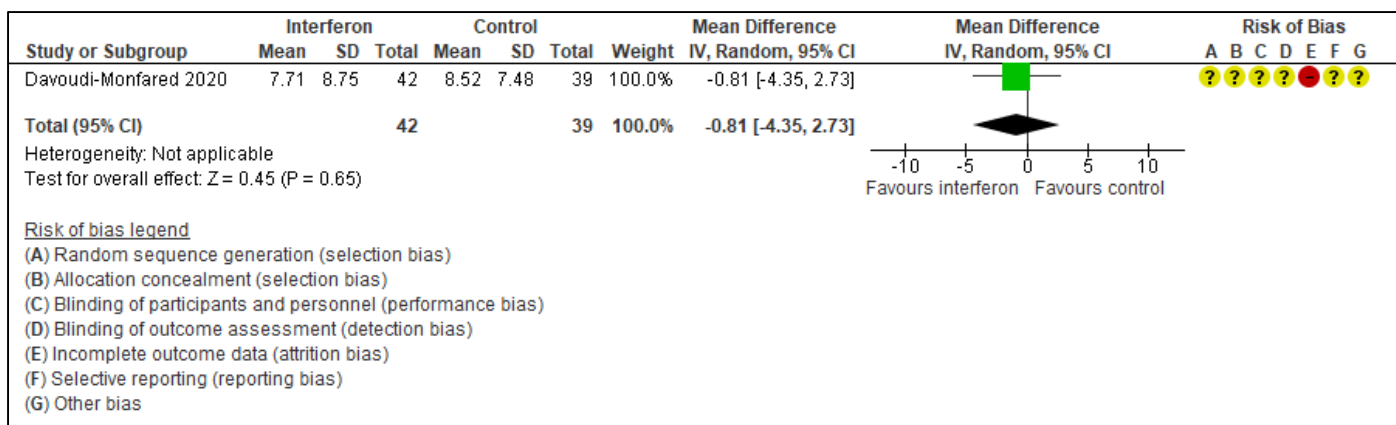 Interferon Control Mean Difference Mean Difference Risk of Bias
Study or Subgroup Mean SD Total Mean SD Total Weight IV, Random, 95% CI IV, Random, 95% CI A B C D E F G
Davoudi-Monfared 2020 7.71 8.75 42 8.52 7.48 39 100.0% -0.81 [-4.35, 2.73] ? ? ? ? - ? ?
Total (95% CI) 42 39 100.0% -0.81 [-4.35, 2.73]
Heterogeneity: Not applicable
Test for overall effect: Z = 0.45 (P = 0.65)
-10 -5 0 5 10
Favours interferon Favours control
Risk of bias legend
(A) Random sequence generation (selection bias)
(B) Allocation concealment (selection bias)
(C) Blinding of participants and personnel (performance bias)
(D) Blinding of outcome assessment (detection bias)
(E) Incomplete outcome data (attrition bias)
(F) Selective reporting (reporting bias)
(G) Other bias